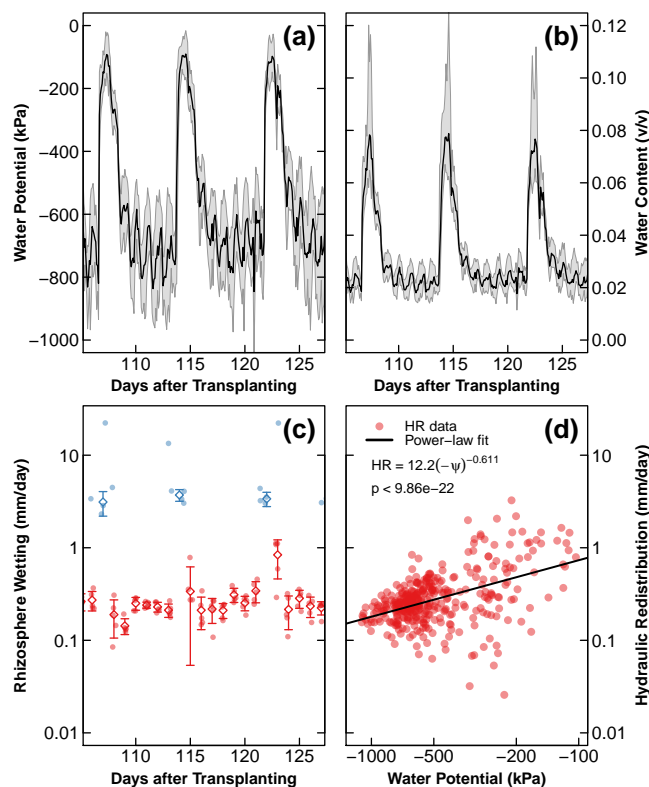 (a)
Water Potential (kPa)
0
−200
−400
−600
−800
−1000
110 115 120 125
Days after Transplanting
(b)
0.12
0.10
0.08
0.06
0.04
0.02
0.00
Water Content (v/v)
110 115 120 125
Days after Transplanting
(c)
Rhizosphere Wetting (mm/day)
10
1
0.1
0.01
110 115 120 125
Days after Transplanting
(d)
HR data
Power−law fit
HR = 12.2(−ψ)^−0.611
p < 9.86e−22
10
1
0.1
0.01
Hydraulic Redistribution (mm/day)
−1000 −500 −200 −100
Water Potential (kPa)